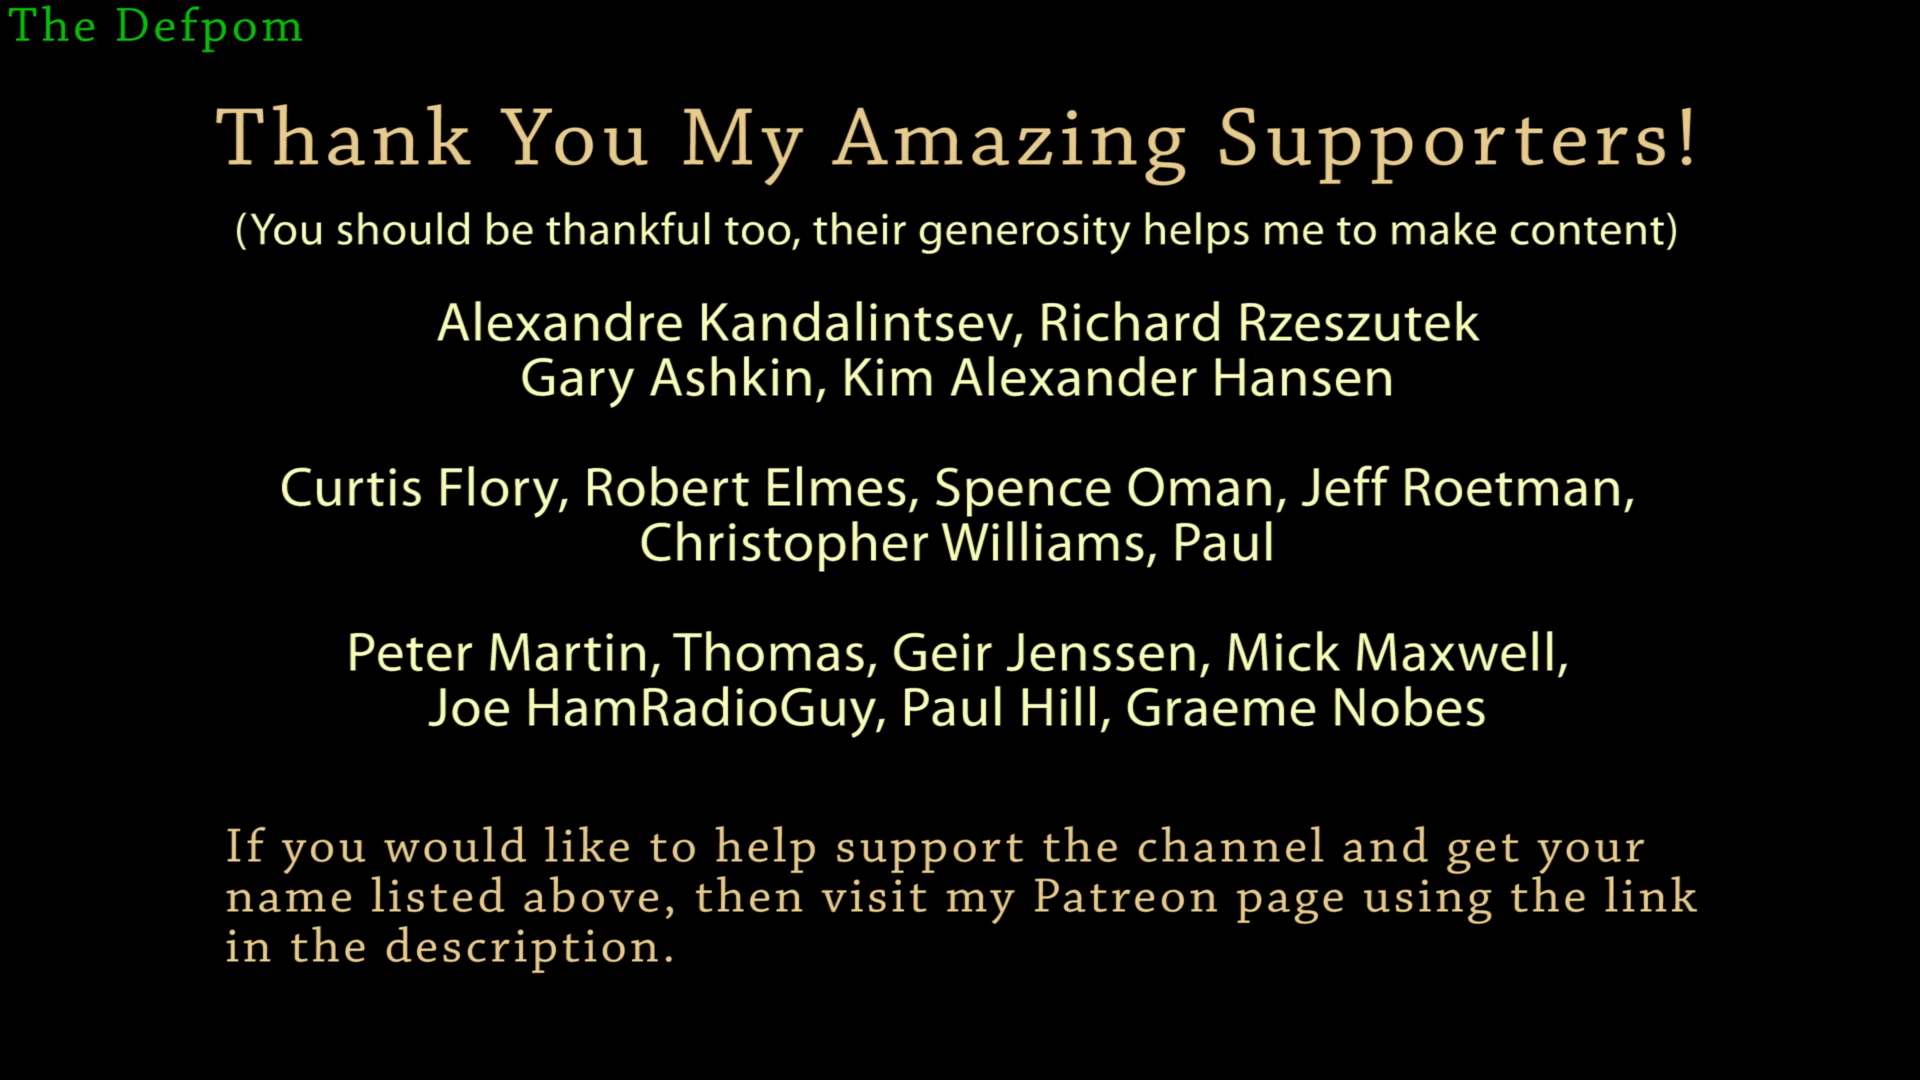 The Defpom
Thank You My Amazing Supporters!
(You should be thankful too, their generosity helps me to make content)
Alexandre Kandalintsev, Richard Rzeszutek
Gary Ashkin, Kim Alexander Hansen
Curtis Flory, Robert Elmes, Spence Oman, Jeff Roetman,
Christopher Williams, Paul
Peter Martin, Thomas, Geir Jenssen, Mick Maxwell,
Joe HamRadioGuy, Paul Hill, Graeme Nobes
If you would like to help support the channel and get your
name listed above, then visit my Patreon page using the link
in the description.